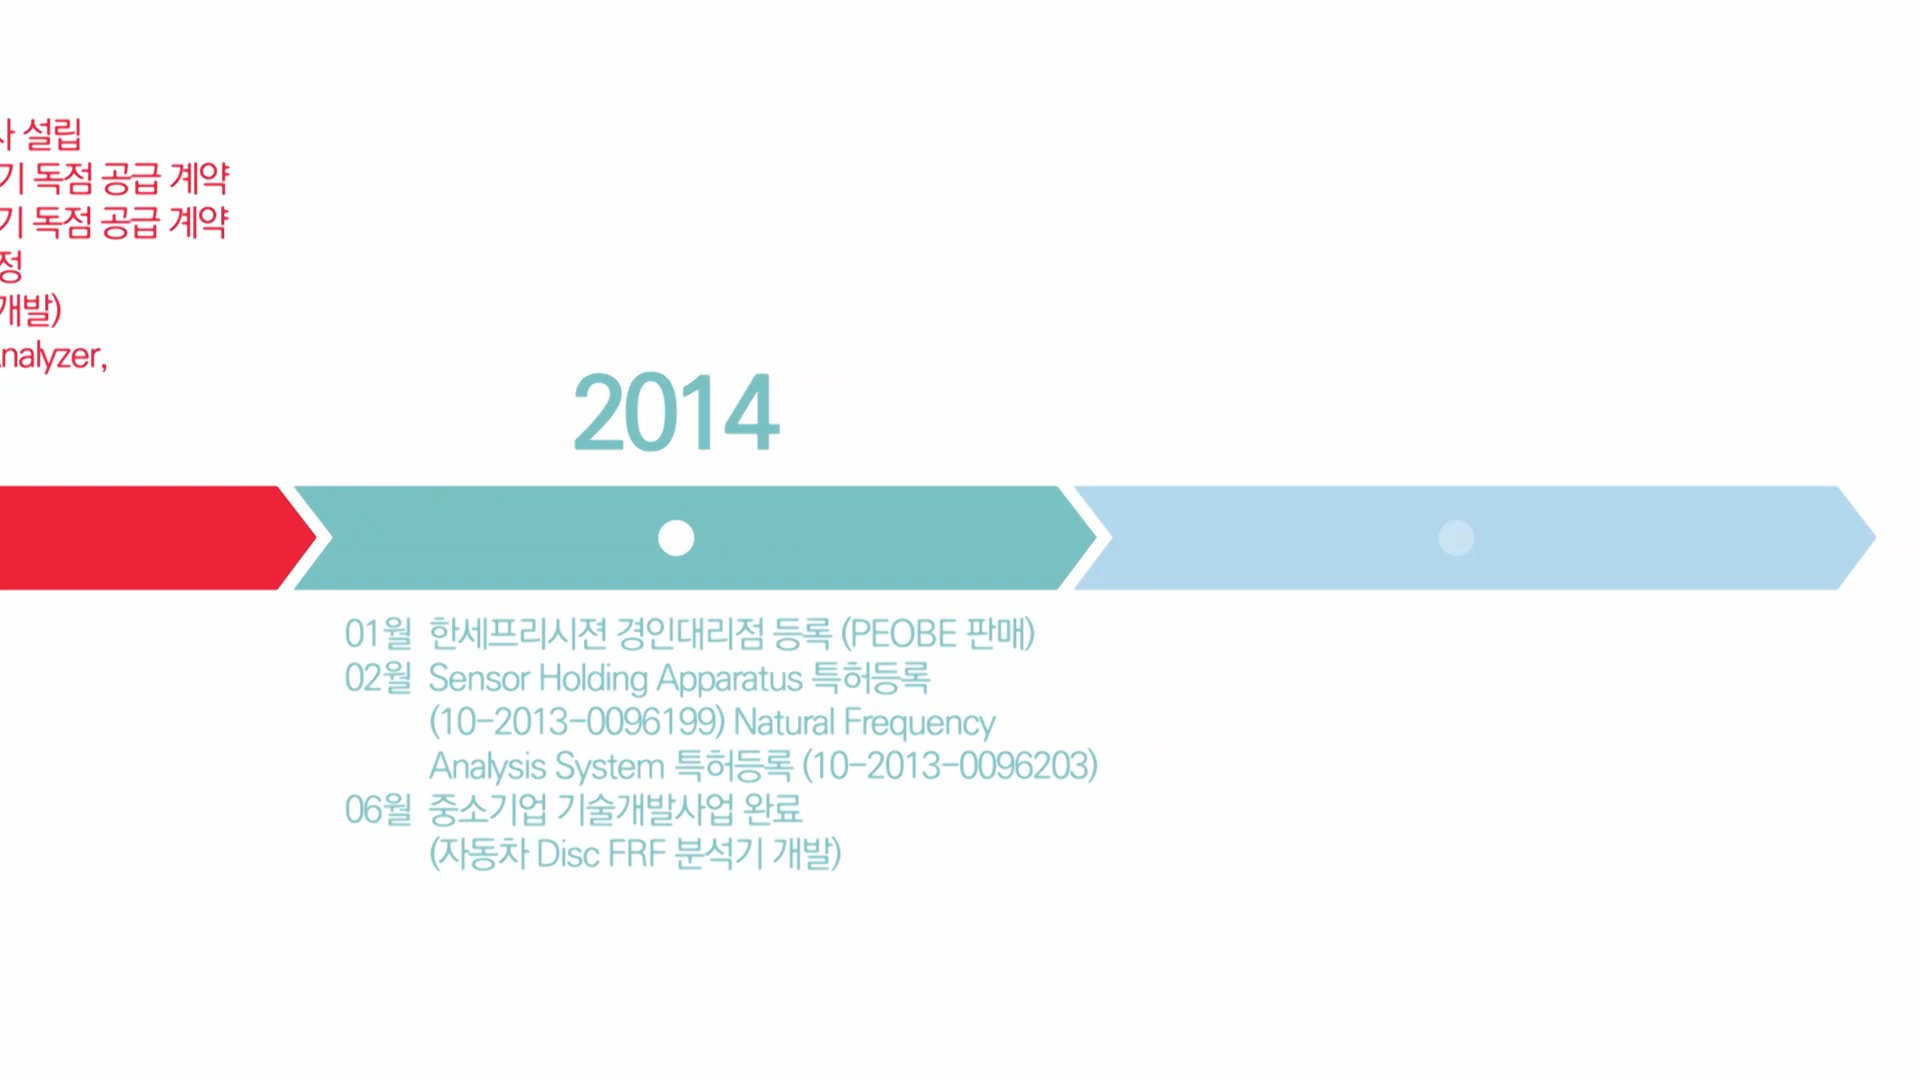 설립
기 독점 공급 계약
기 독점 공급 계약
정
개발)
nalyzer,
2014
01월 한세프리시젼 경인대리점 등록 (PEOBE 판매)
02월 Sensor Holding Apparatus 특허등록
(10-2013-0096199) Natural Frequency
Analysis System 특허등록 (10-2013-0096203)
06월 중소기업 기술개발사업 완료
(자동차 Disc FRF 분석기 개발)